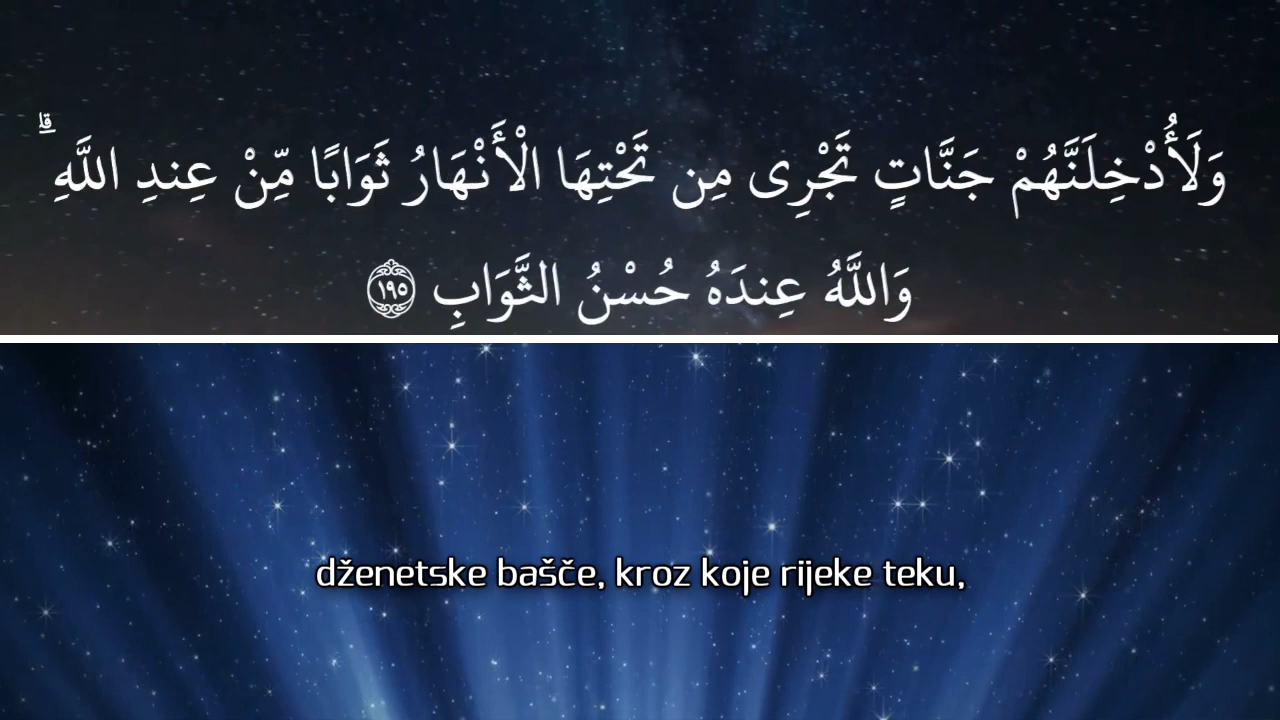 وَلَأُدْخِلَنَّهُمْ جَنَّاتٍ تَجْرِى مِن تَحْتِهَا الْأَنْهَارُ ثَوَابًا مِّنْ عِندِ اللَّهِ ۗ
وَاللَّهُ عِندَهُ حُسْنُ الثَّوَابِ ١٩٥
dženetske bašče, kroz koje rijeke teku,